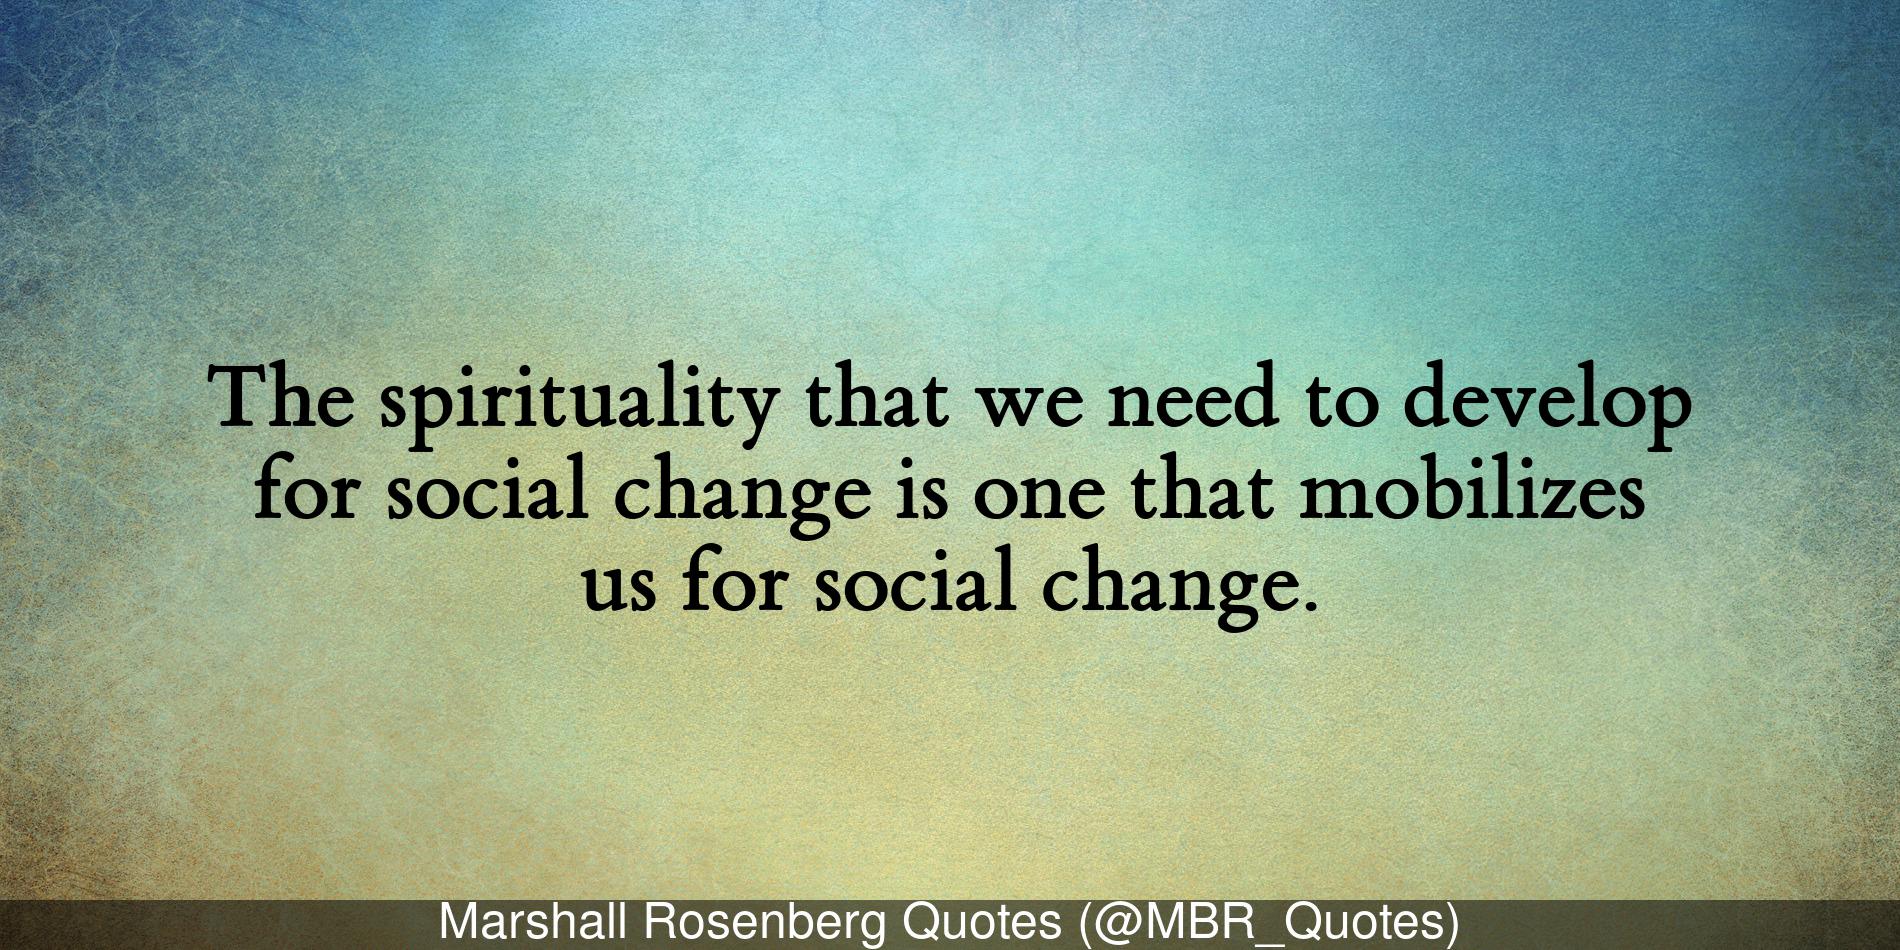 The spirituality that we need to develop
for social change is one that mobilizes
us for social change.
Marshall Rosenberg Quotes (@MBR_Quotes)